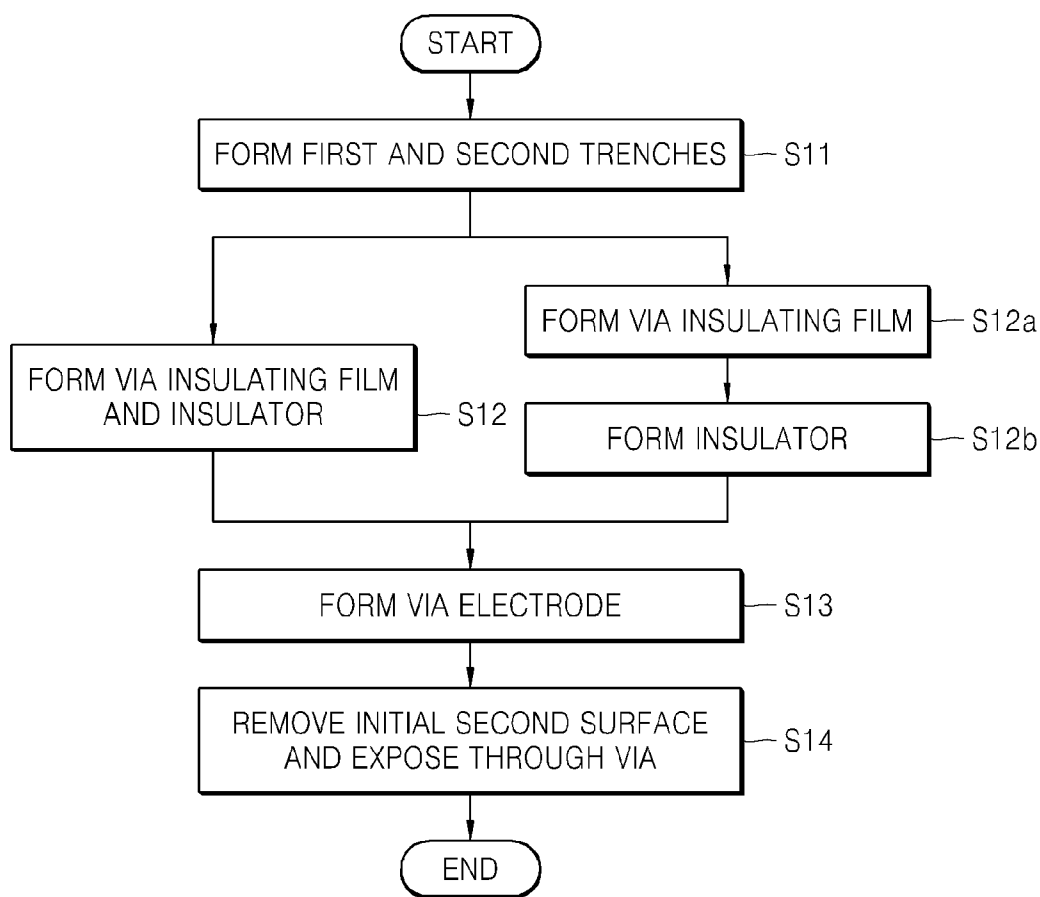 START
FORM FIRST AND SECOND TRENCHES
S11
FORM VIA INSULATING FILM
S12a
FORM VIA INSULATING FILM
AND INSULATOR
S12
FORM INSULATOR
S12b
FORM VIA ELECTRODE
S13
REMOVE INITIAL SECOND SURFACE
AND EXPOSE THROUGH VIA
S14
END